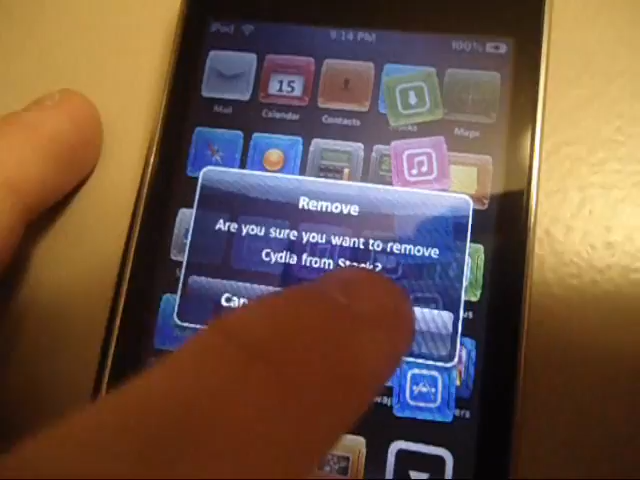 iPod 9:14 PM 100%
15
Mail Calendar Contacts Maps
Remove
Are you sure you want to remove
Cydia from Stack?